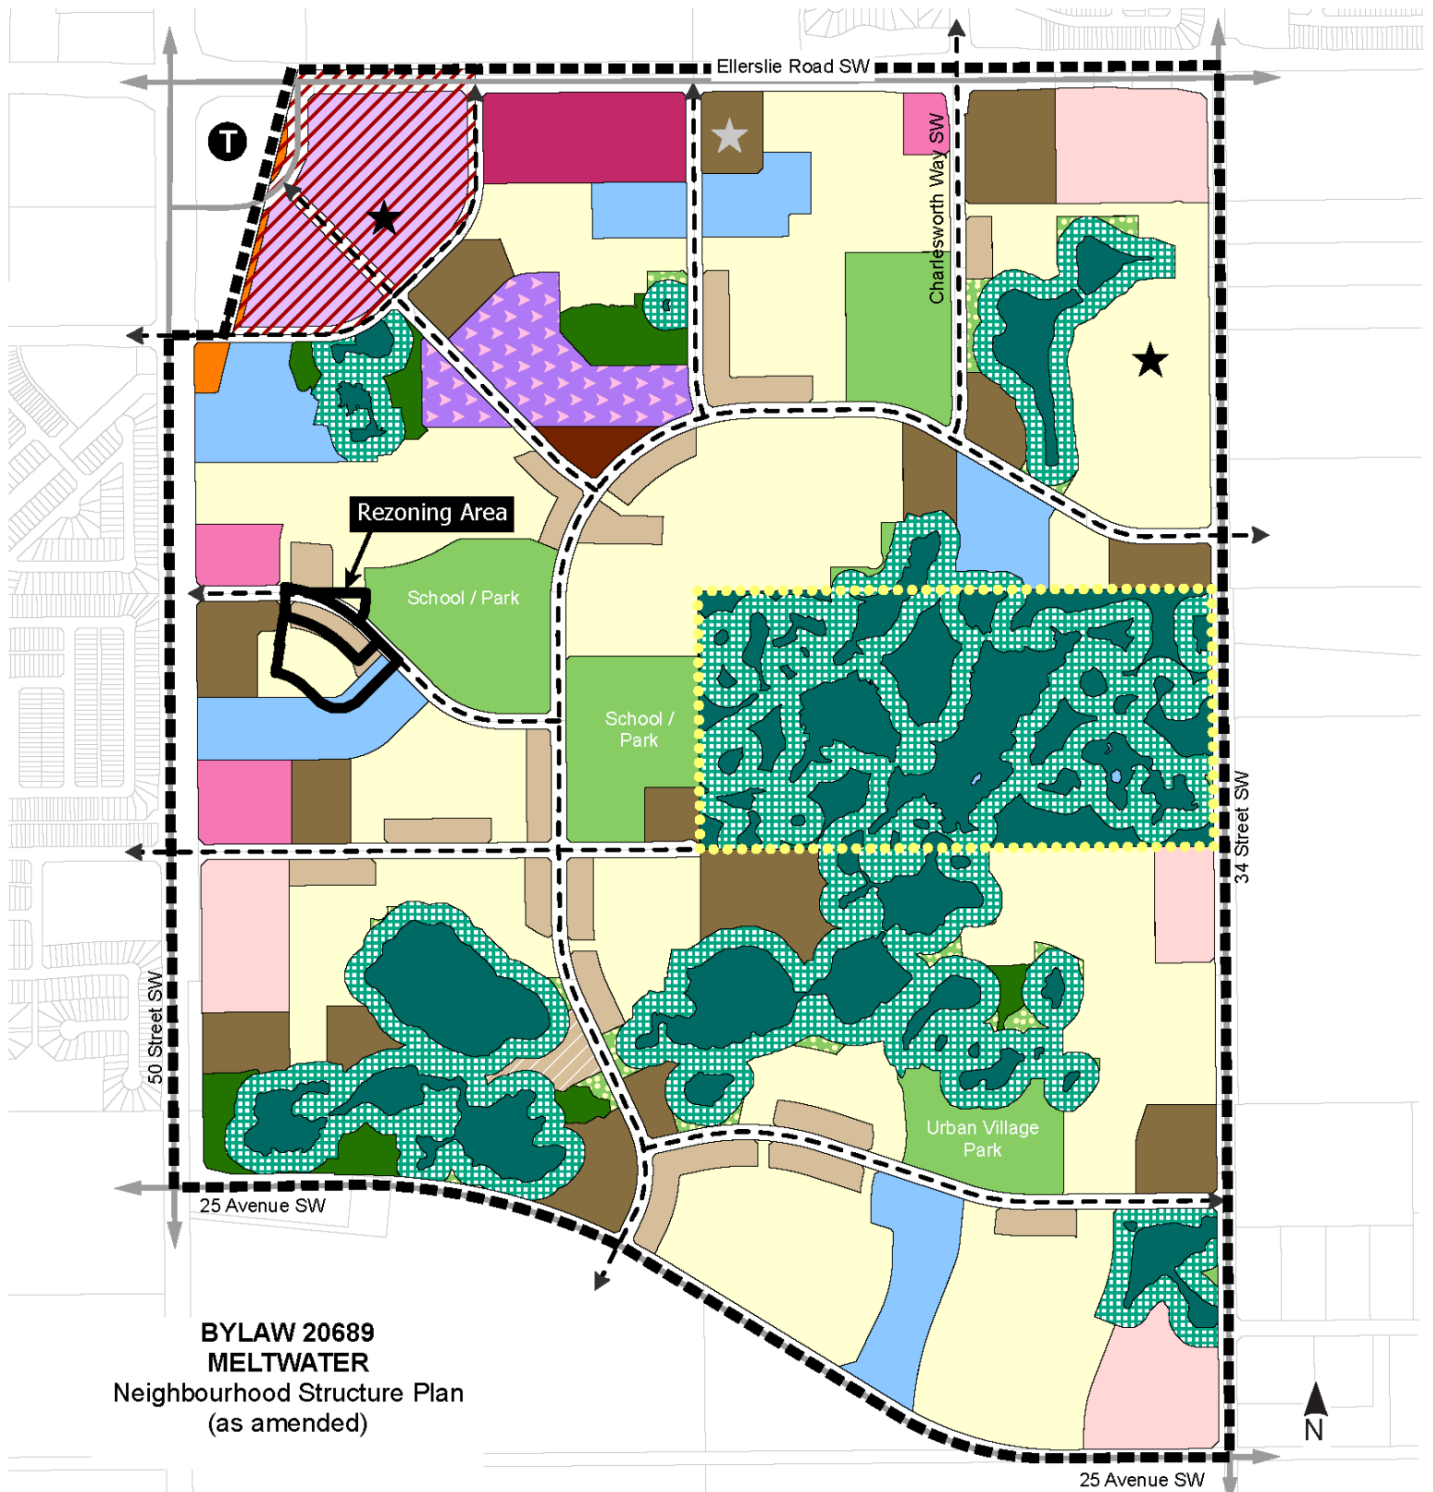 Ellerslie Road SW
T
Charlesworth Way SW
Rezoning Area
School / Park
School /
Park
34 Street SW
50 Street SW
Urban Village
Park
25 Avenue SW
BYLAW 20689
MELTWATER
Neighbourhood Structure Plan
(as amended)
N
25 Avenue SW